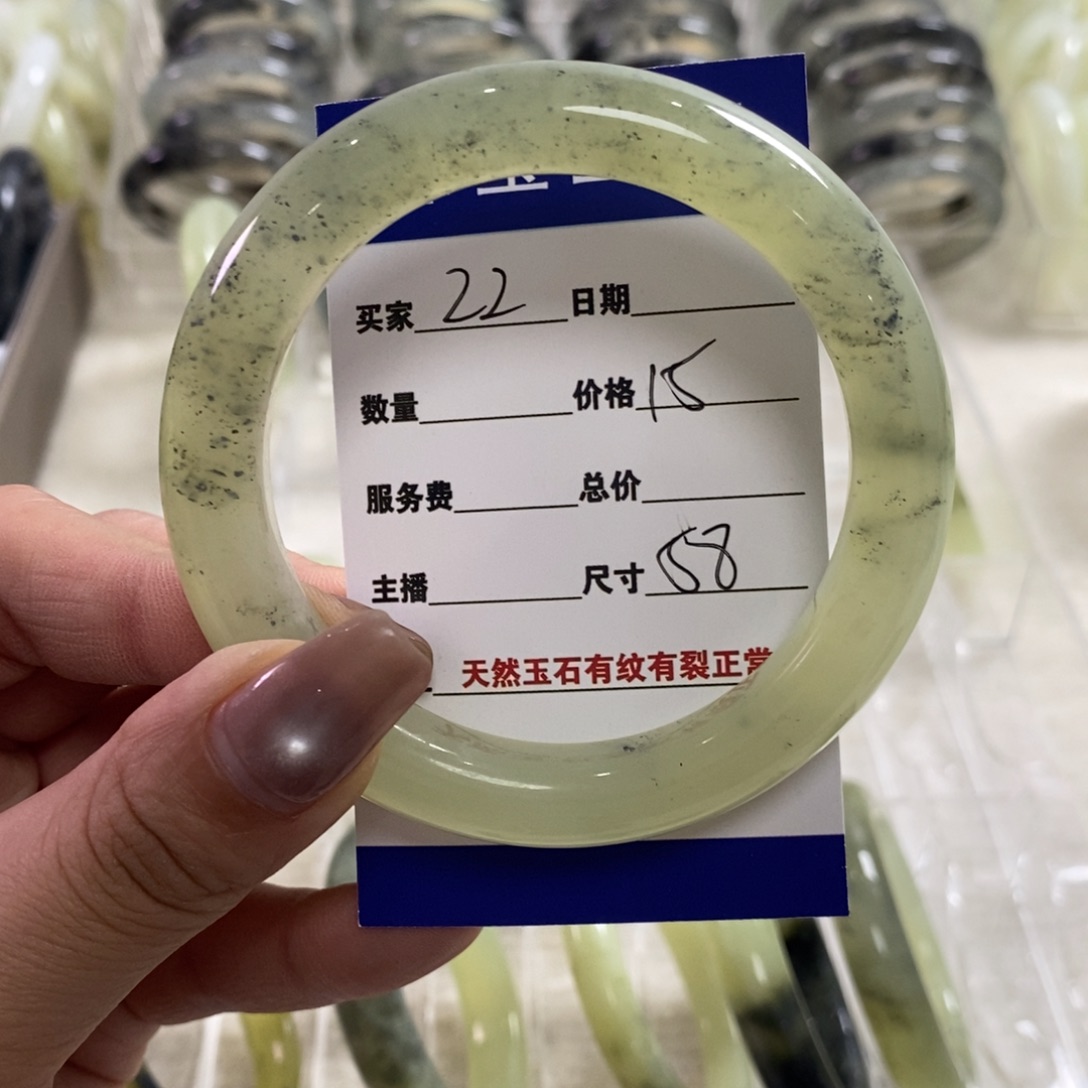 买家 22 日期
数量 价格 15
服务费 总价
主播 尺寸 58
天然玉石有纹有裂正常